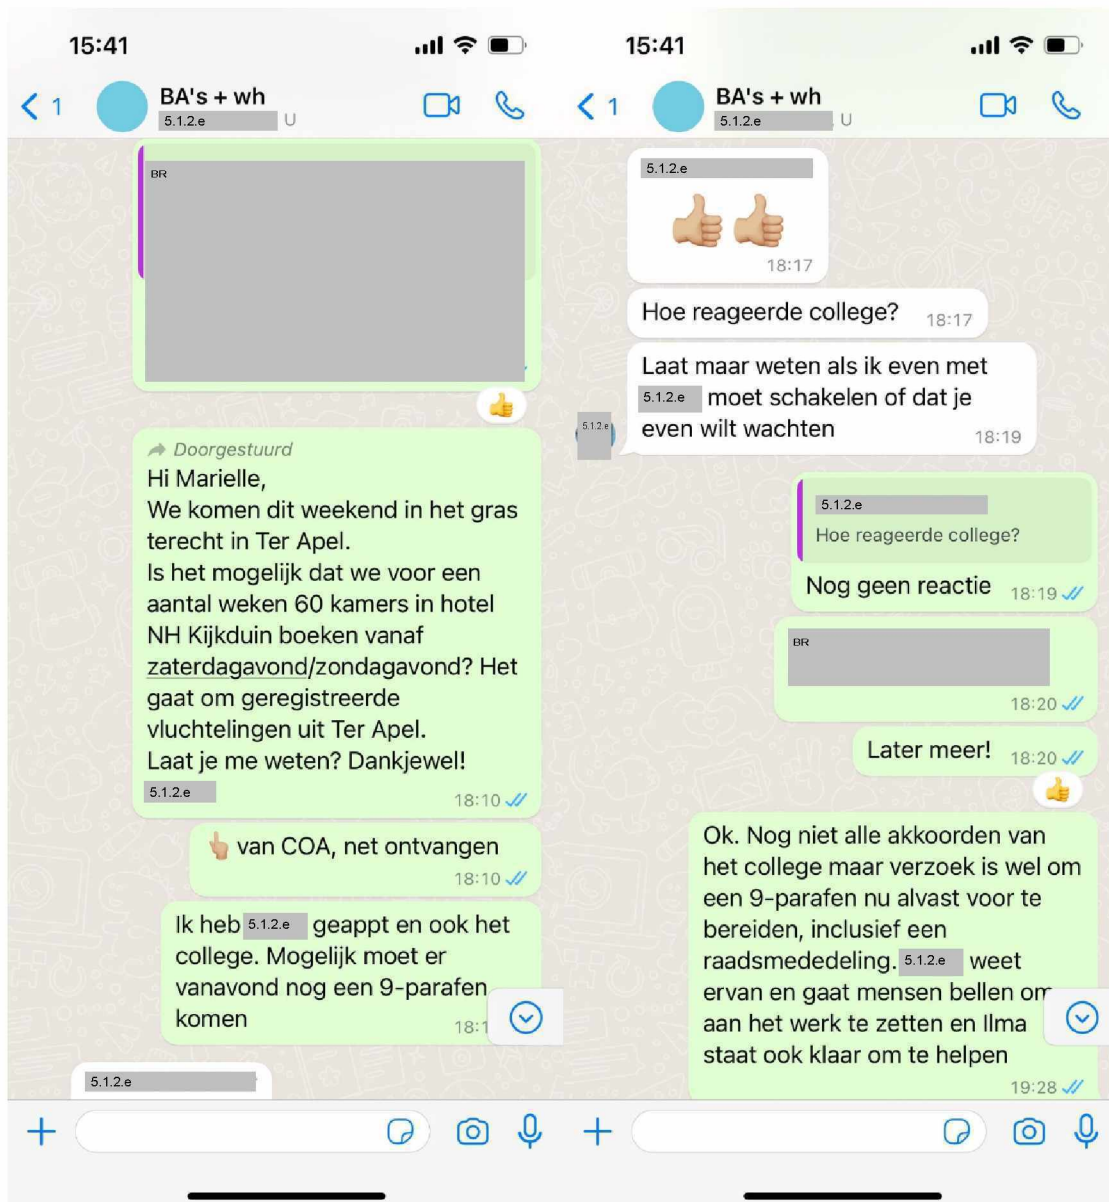 15:41
1
BA's + wh
5.1.2.e
U
BR
Doorgestuurd
Hi Marielle,
We komen dit weekend in het gras
terecht in Ter Apel.
Is het mogelijk dat we voor een
aantal weken 60 kamers in hotel
NH Kijkduin boeken vanaf
zaterdagavond/zondagavond? Het
gaat om geregistreerde
vluchtelingen uit Ter Apel.
Laat je me weten? Dankjewel!
5.1.2.e
18:10
van COA, net ontvangen
18:10
Ik heb 5.1.2.e geappt en ook het
college. Mogelijk moet er
vanavond nog een 9-parafen
komen
5.1.2.e
15:41
1
BA's + wh
5.1.2.e
U
5.1.2.e
18:17
Hoe reageerde college? 18:17
Laat maar weten als ik even met
5.1.2.e moet schakelen of dat je
even wilt wachten 18:19
5.1.2.e
5.1.2.e
Hoe reageerde college?
Nog geen reactie 18:19
BR
18:20
Later meer! 18:20
Ok. Nog niet alle akkoorden van
het college maar verzoek is wel om
een 9-parafen nu alvast voor te
bereiden, inclusief een
raadsmededeling. 5.1.2.e weet
ervan en gaat mensen bellen om
aan het werk te zetten en Ilma
staat ook klaar om te helpen
19:28